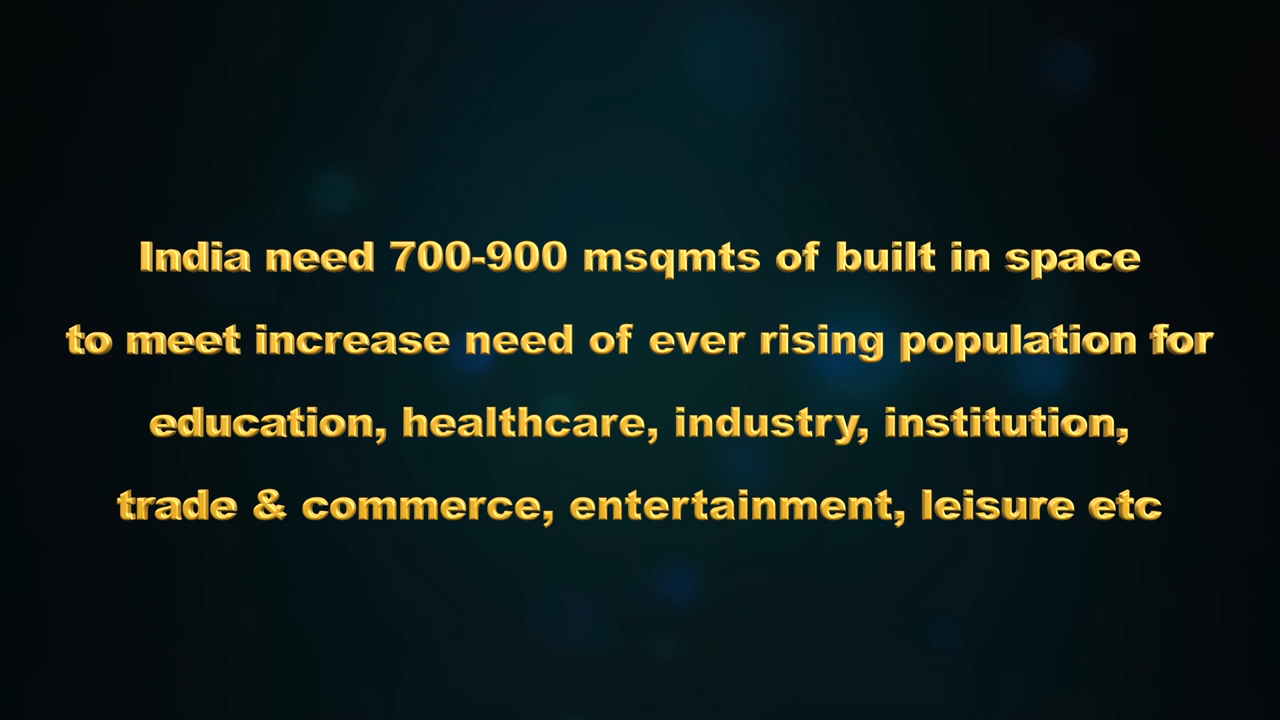 India need 700-900 msqmts of built in space
to meet increase need of ever rising population for
education, healthcare, industry, institution,
trade & commerce, entertainment, leisure etc